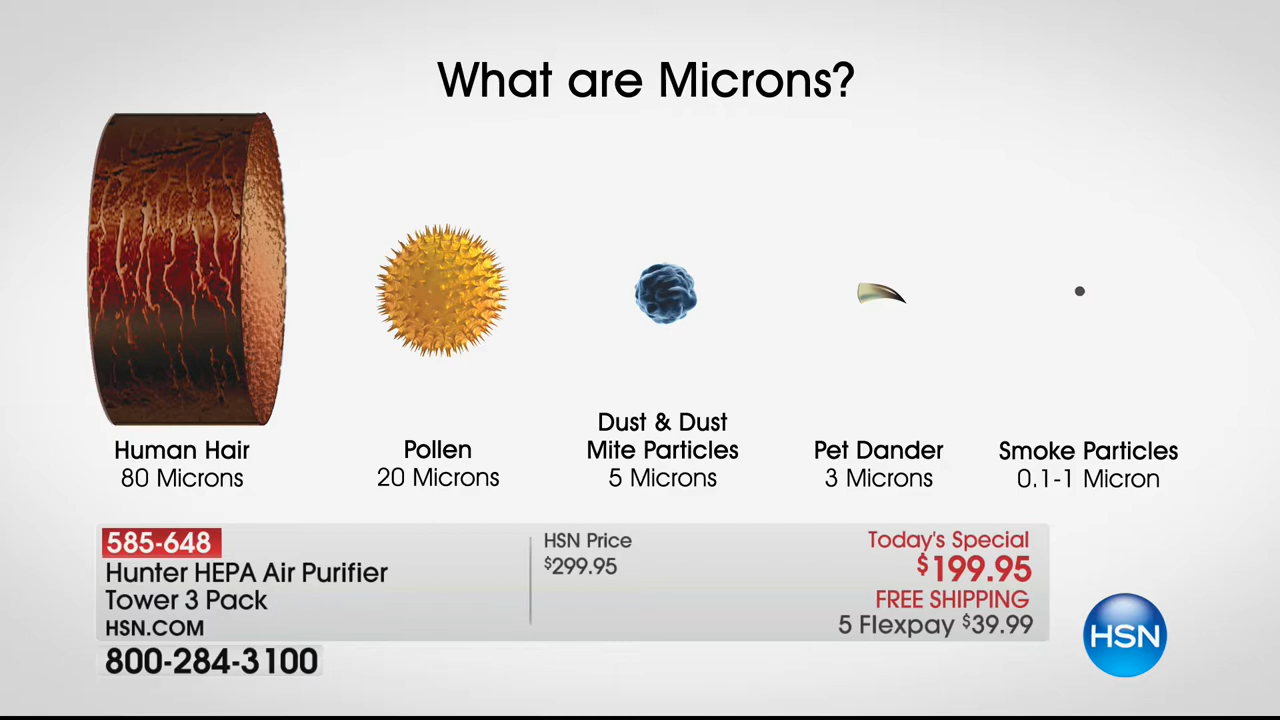 What are Microns?
Human Hair
80 Microns
Pollen
20 Microns
Dust & Dust
Mite Particles
5 Microns
Pet Dander
3 Microns
Smoke Particles
0.1-1 Micron
585-648
Hunter HEPA Air Purifier
Tower 3 Pack
HSN.COM
800-284-3100
HSN Price
$299.95
Today's Special
$199.95
FREE SHIPPING
5 Flexpay $39.99
HSN